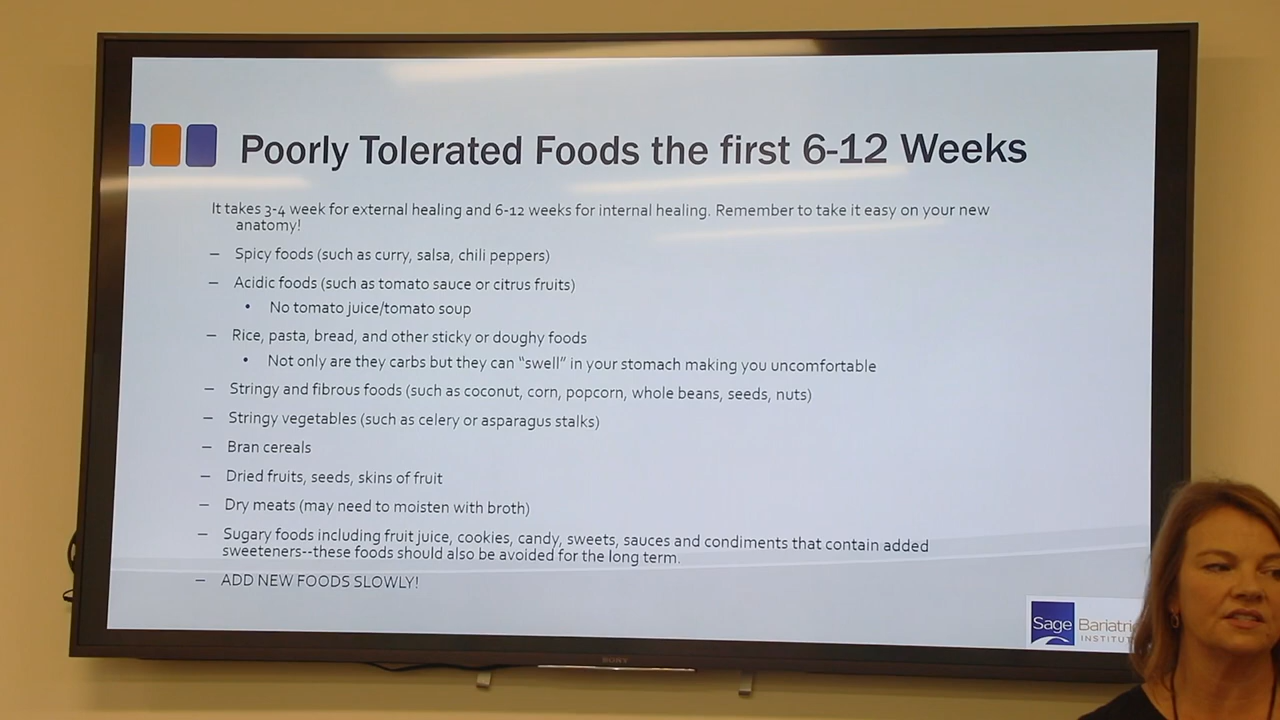 Poorly Tolerated Foods the first 6-12 Weeks
It takes 3-4 week for external healing and 6-12 weeks for internal healing. Remember to take it easy on your new
anatomy!
– Spicy foods (such as curry, salsa, chili peppers)
– Acidic foods (such as tomato sauce or citrus fruits)
• No tomato juice/tomato soup
– Rice, pasta, bread, and other sticky or doughy foods
• Not only are they carbs but they can “swell” in your stomach making you uncomfortable
– Stringy and fibrous foods (such as coconut, corn, popcorn, whole beans, seeds, nuts)
– Stringy vegetables (such as celery or asparagus stalks)
– Bran cereals
– Dried fruits, seeds, skins of fruit
– Dry meats (may need to moisten with broth)
– Sugary foods including fruit juice, cookies, candy, sweets, sauces and condiments that contain added
sweeteners--these foods should also be avoided for the long term.
– ADD NEW FOODS SLOWLY!
Sage Bariatri
INSTITUT
SONY